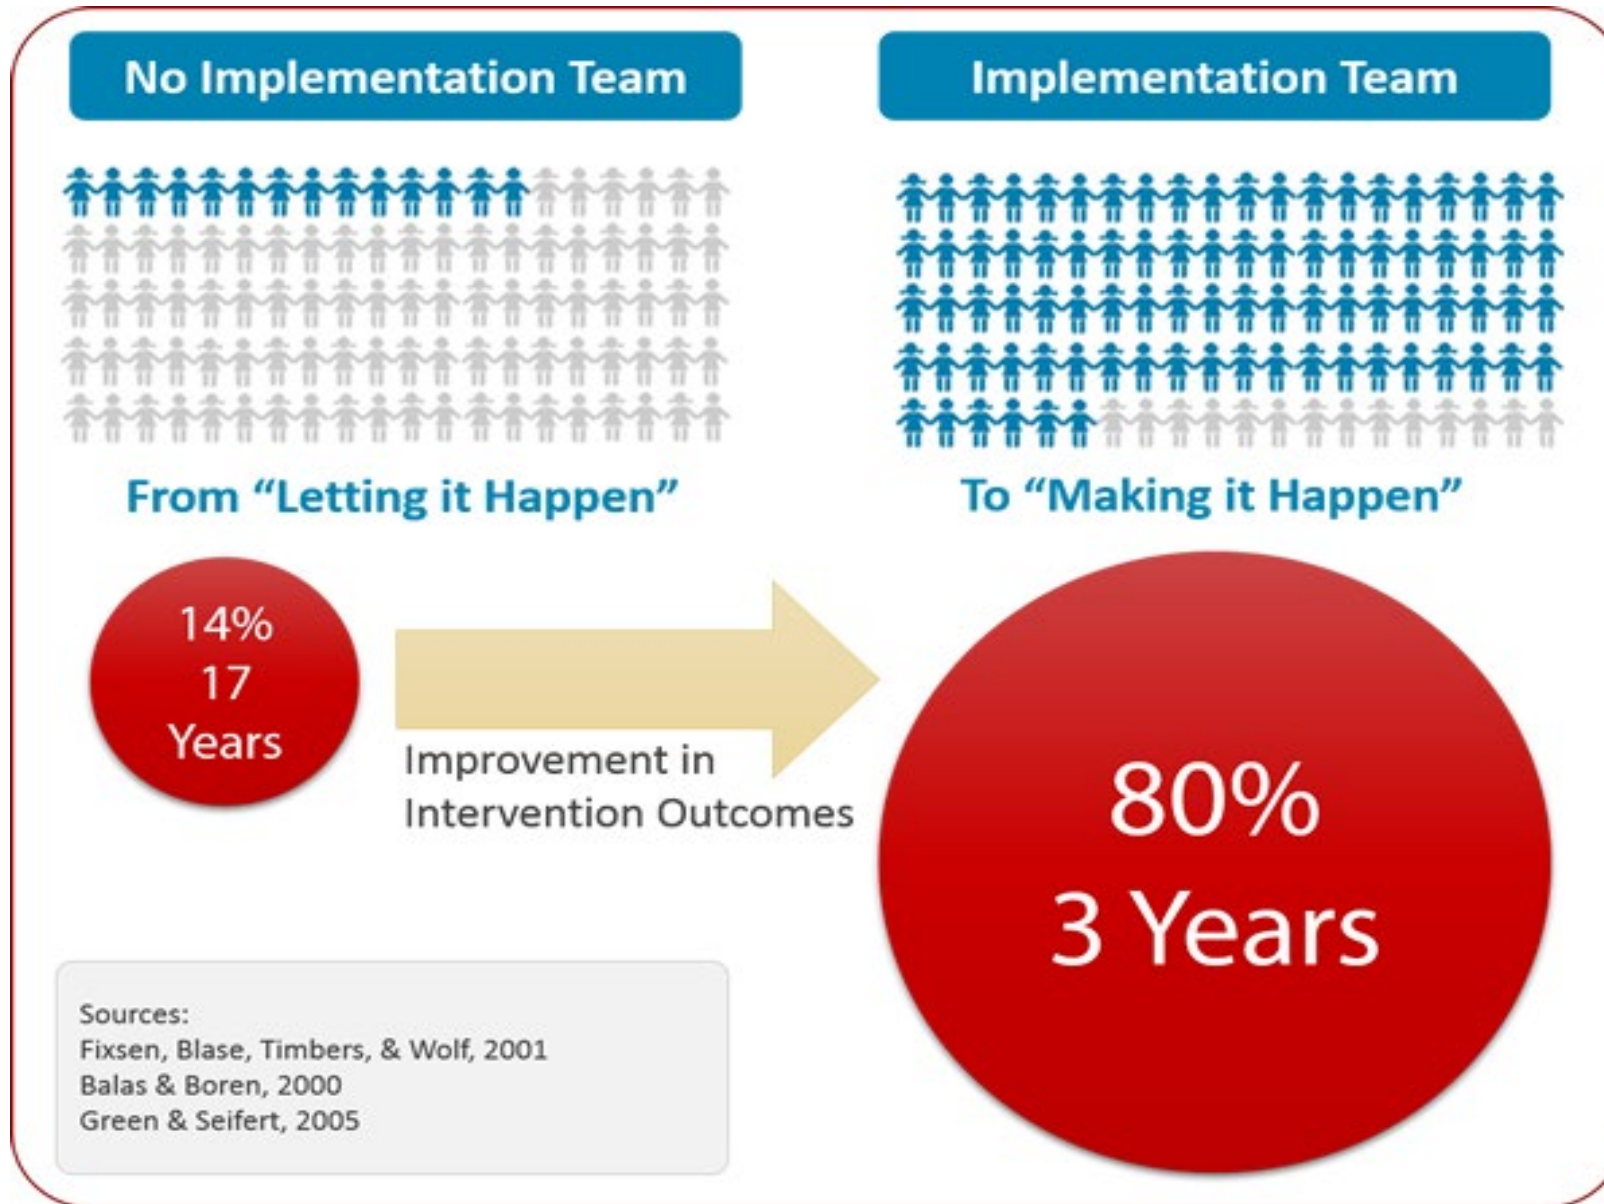 No Implementation Team
Implementation Team
From “Letting it Happen”
To “Making it Happen”
14%
17
Years
Improvement in
Intervention Outcomes
80%
3 Years
Sources:
Fixsen, Blase, Timbers, & Wolf, 2001
Balas & Boren, 2000
Green & Seifert, 2005